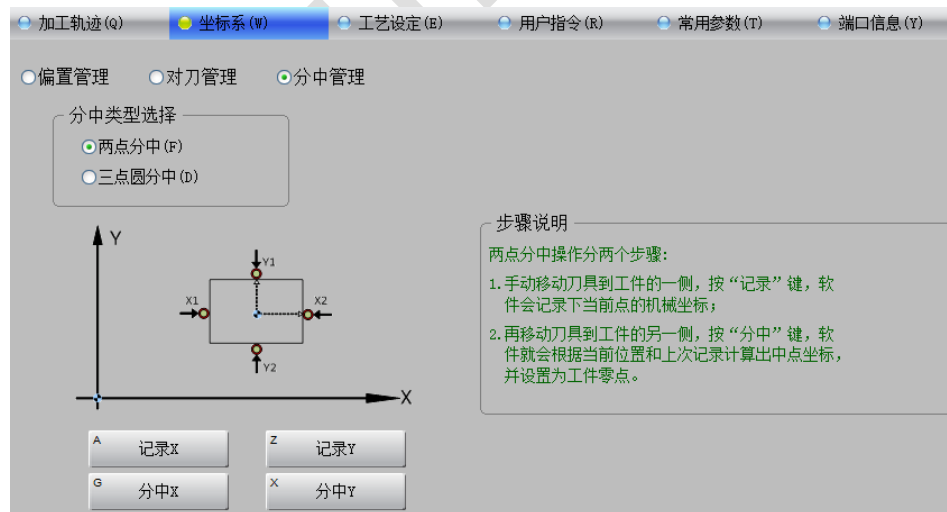 加工轨迹(Q) 坐标系(W) 工艺设定(E) 用户指令(R) 常用参数(T) 端口信息(Y)
偏置管理 对刀管理 分中管理
分中类型选择
两点分中(F)
三点圆分中(D)
Y
Y1
X1 X2
Y2
X
步骤说明
两点分中操作分两个步骤:
1.手动移动刀具到工件的一侧，按“记录”键，软
件会记录下当前点的机械坐标；
2.再移动刀具到工件的另一侧，按“分中”键，软
件就会根据当前位置和上次记录计算出中点坐标，
并设置为工件零点。
A 记录X Z 记录Y
G 分中X X 分中Y